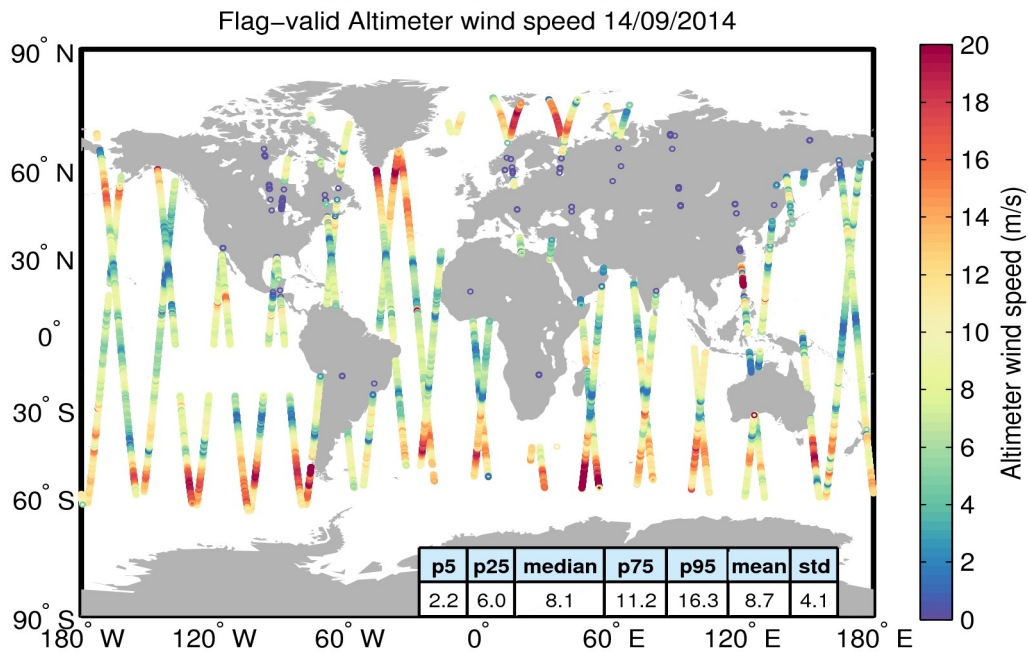 Flag−valid Altimeter wind speed 14/09/2014
90° N
60° N
30° N
0°
30° S
60° S
90° S
180° W
120° W
60° W
0°
60° E
120° E
180° E
p5 p25 median p75 p95 mean std
2.2 6.0 8.1 11.2 16.3 8.7 4.1
20
18
16
14
12
10
8
6
4
2
0
Altimeter wind speed (m/s)